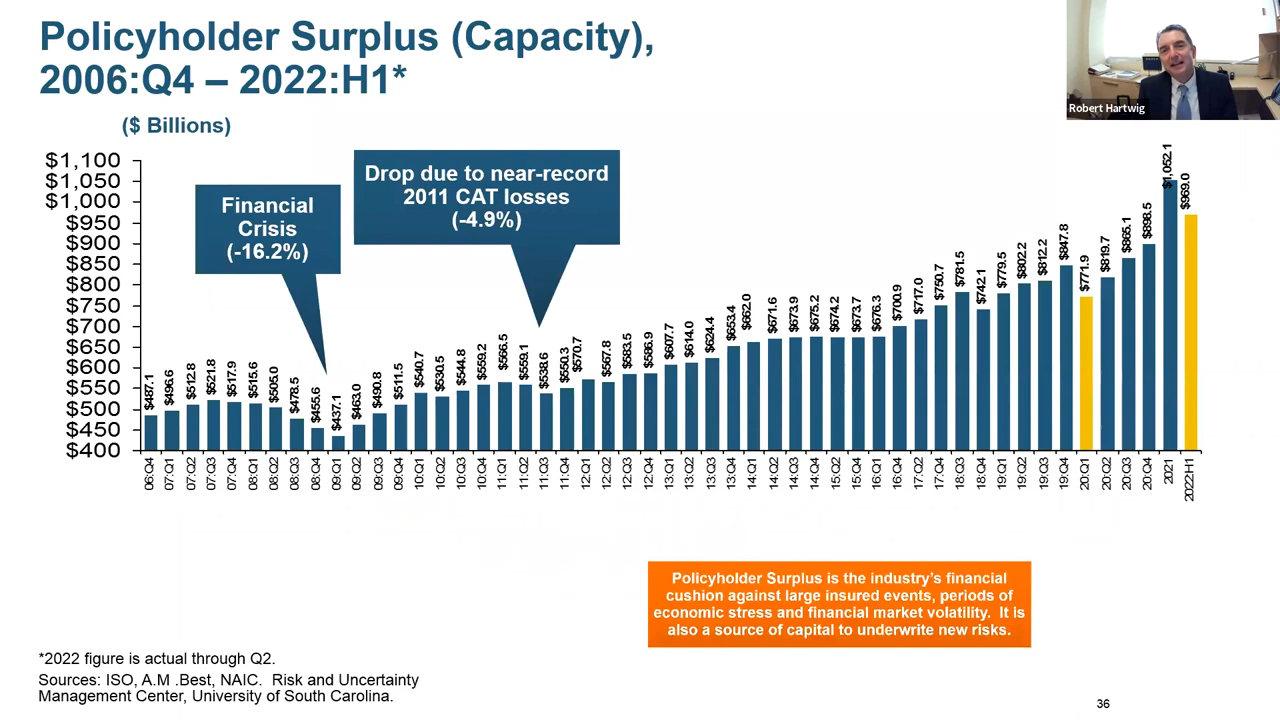 Policyholder Surplus (Capacity),
2006:Q4 – 2022:H1*
($ Billions)
Robert Hartwig
Financial
Crisis
(-16.2%)
Drop due to near-record
2011 CAT losses
(-4.9%)
$1,100
$1,050
$1,000
$950
$900
$850
$800
$750
$700
$650
$600
$550
$500
$450
$400
$487.1
$496.6
$512.8
$521.8
$517.9
$515.6
$505.0
$478.5
$455.6
$437.1
$463.0
$490.8
$511.5
$540.7
$530.5
$544.8
$559.2
$566.5
$559.1
$538.6
$550.3
$570.7
$567.8
$583.5
$586.9
$607.7
$614.0
$624.4
$653.4
$662.0
$671.6
$673.9
$675.2
$674.2
$673.7
$676.3
$700.9
$717.0
$750.7
$781.5
$742.1
$779.5
$802.2
$812.2
$847.8
$771.9
$819.7
$865.1
$898.5
$1,052.1
$969.0
06:Q4
07:Q1
07:Q2
07:Q3
07:Q4
08:Q1
08:Q2
08:Q3
08:Q4
09:Q1
09:Q2
09:Q3
09:Q4
10:Q1
10:Q2
10:Q3
10:Q4
11:Q1
11:Q2
11:Q3
11:Q4
12:Q1
12:Q2
12:Q3
12:Q4
13:Q1
13:Q2
13:Q3
13:Q4
14:Q1
14:Q2
14:Q3
14:Q4
15:Q2
15:Q4
16:Q1
16:Q4
17:Q2
17:Q4
18:Q3
18:Q4
19:Q1
19:Q2
19:Q3
19:Q4
20:Q1
20:Q2
20:Q3
20:Q4
2021
2022H1
Policyholder Surplus is the industry’s financial
cushion against large insured events, periods of
economic stress and financial market volatility. It is
also a source of capital to underwrite new risks.
*2022 figure is actual through Q2.
Sources: ISO, A.M .Best, NAIC. Risk and Uncertainty
Management Center, University of South Carolina.
36